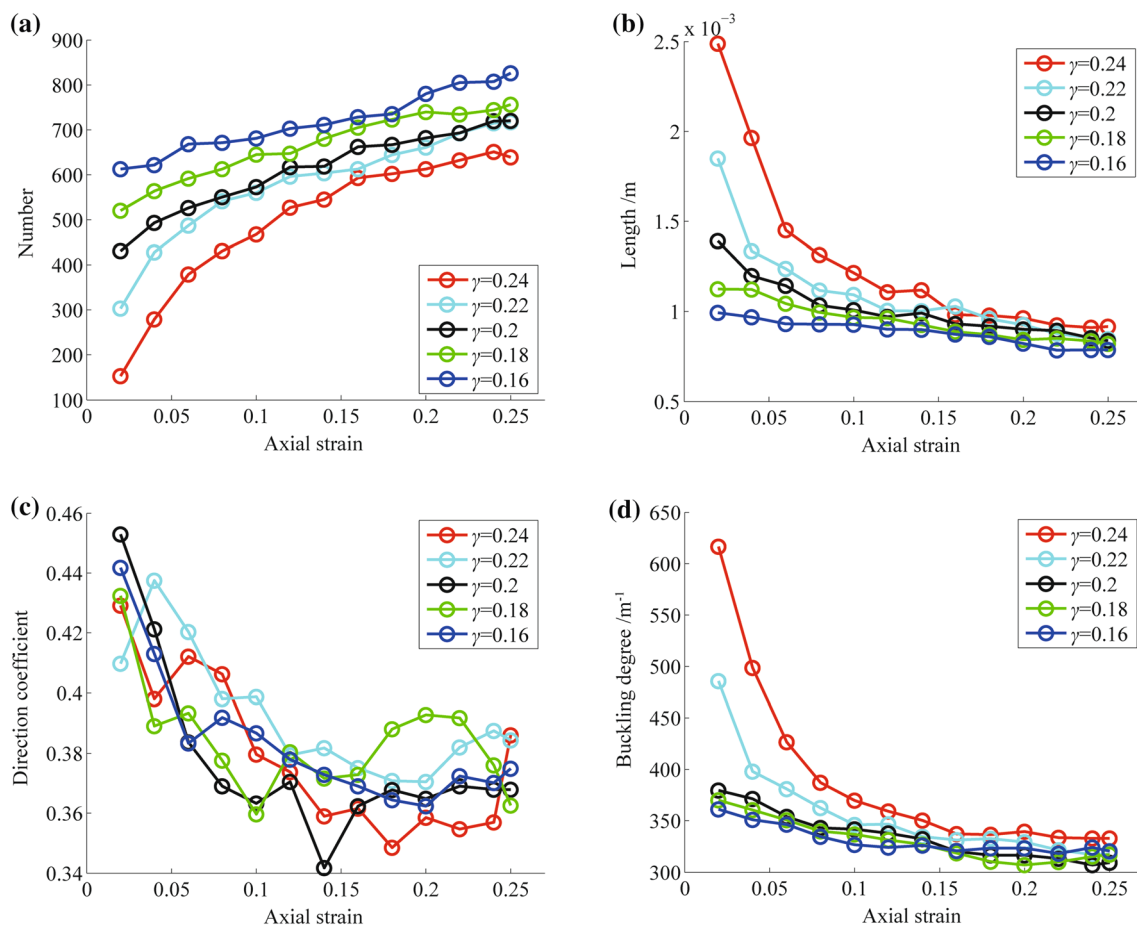 (a)
900
800
700
600
500
400
300
200
100
0 0.05 0.1 0.15 0.2 0.25
Number
Axial strain
γ=0.24
γ=0.22
γ=0.2
γ=0.18
γ=0.16
(b)
x 10⁻³
2.5
2
1.5
1
0.5
0 0.05 0.1 0.15 0.2 0.25
Length /m
Axial strain
γ=0.24
γ=0.22
γ=0.2
γ=0.18
γ=0.16
(c)
0.46
0.44
0.42
0.4
0.38
0.36
0.34
0 0.05 0.1 0.15 0.2 0.25
Direction coefficient
Axial strain
γ=0.24
γ=0.22
γ=0.2
γ=0.18
γ=0.16
(d)
650
600
550
500
450
400
350
300
0 0.05 0.1 0.15 0.2 0.25
Buckling degree /m⁻¹
Axial strain
γ=0.24
γ=0.22
γ=0.2
γ=0.18
γ=0.16